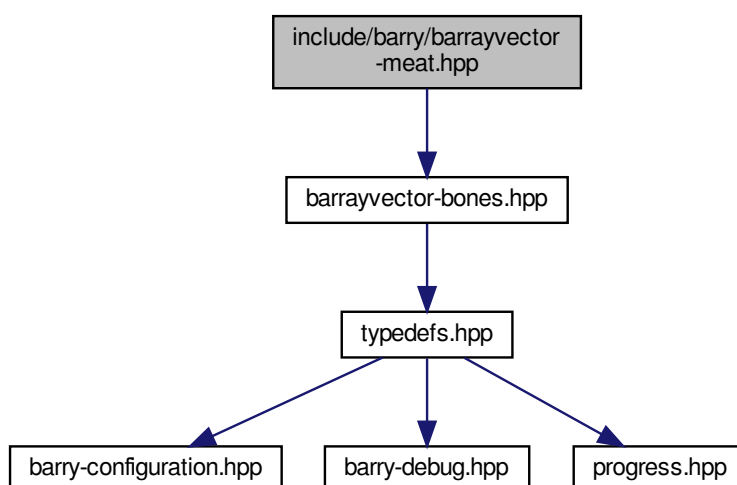 include/barry/barrayvector
-meat.hpp
barrayvector-bones.hpp
typedefs.hpp
barry-configuration.hpp
barry-debug.hpp
progress.hpp